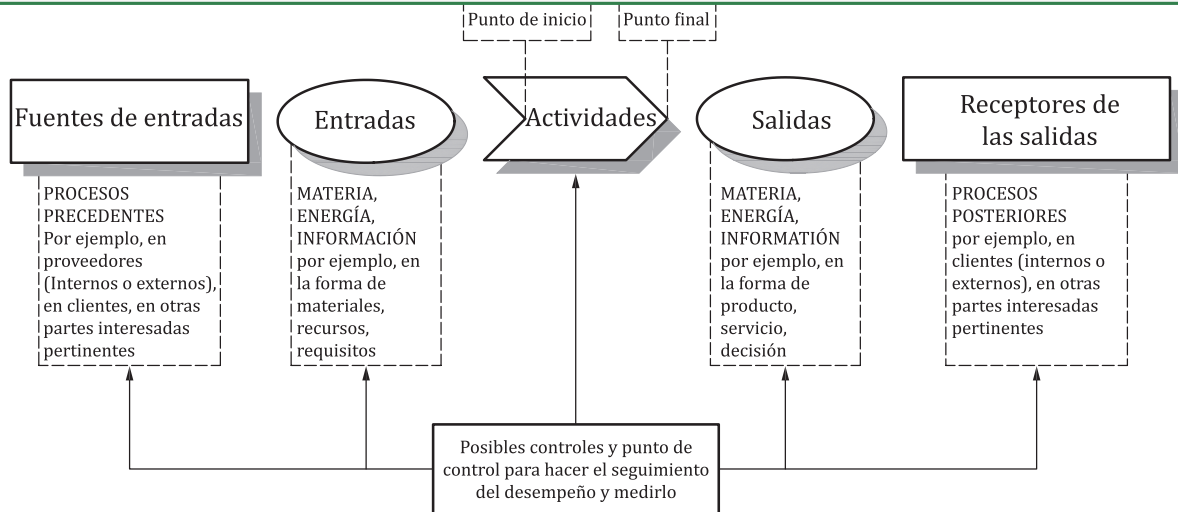 Punto de inicio
Punto final
Fuentes de entradas
Entradas
Actividades
Salidas
Receptores de
las salidas
PROCESOS
PRECEDENTES
Por ejemplo, en
proveedores
(Internos o externos),
en clientes, en otras
partes interesadas
pertinentes
MATERIA,
ENERGÍA,
INFORMACIÓN
por ejemplo, en
la forma de
materiales,
recursos,
requisitos
MATERIA,
ENERGÍA,
INFORMATIÓN
por ejemplo, en
la forma de
producto,
servicio,
decisión
PROCESOS
POSTERIORES
por ejemplo, en
clientes (internos o
externos), en otras
partes interesadas
pertinentes
Posibles controles y punto de
control para hacer el seguimiento
del desempeño y medirlo